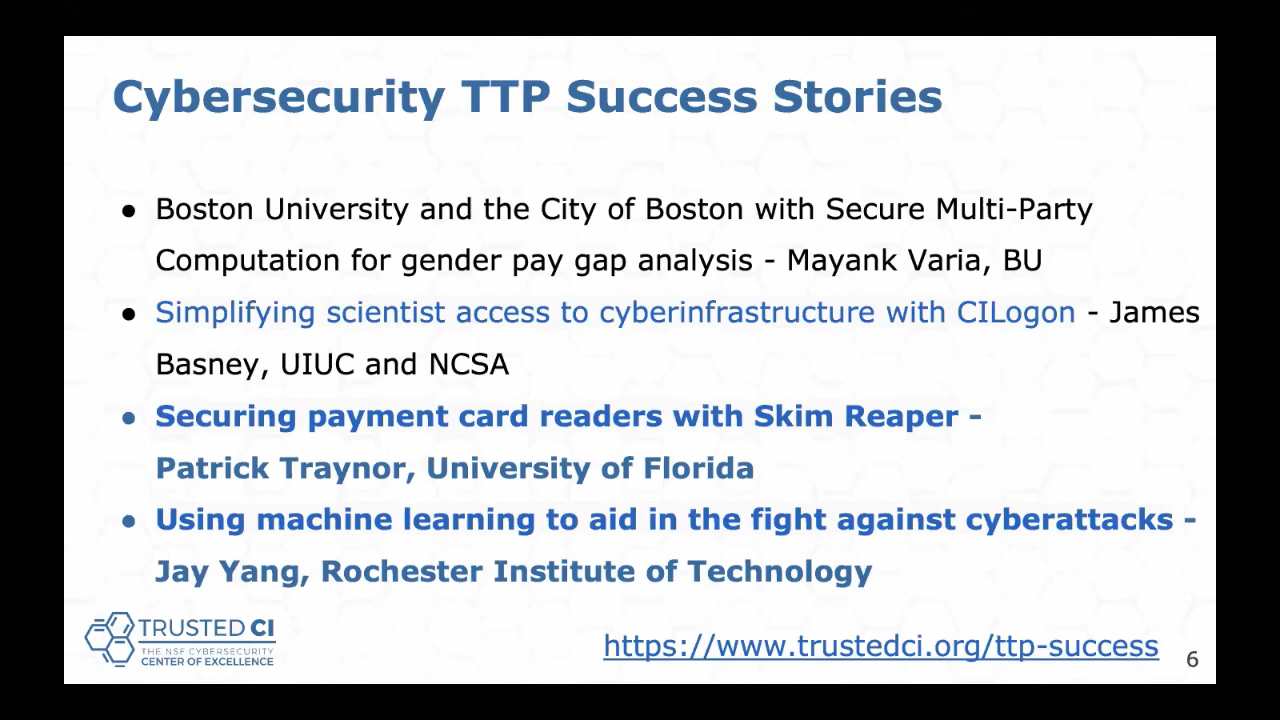 Cybersecurity TTP Success Stories
● Boston University and the City of Boston with Secure Multi-Party
Computation for gender pay gap analysis - Mayank Varia, BU
● Simplifying scientist access to cyberinfrastructure with CILogon - James
Basney, UIUC and NCSA
● Securing payment card readers with Skim Reaper -
Patrick Traynor, University of Florida
● Using machine learning to aid in the fight against cyberattacks -
Jay Yang, Rochester Institute of Technology
TRUSTED CI
THE NSF CYBERSECURITY
CENTER OF EXCELLENCE
https://www.trustedci.org/ttp-success
6